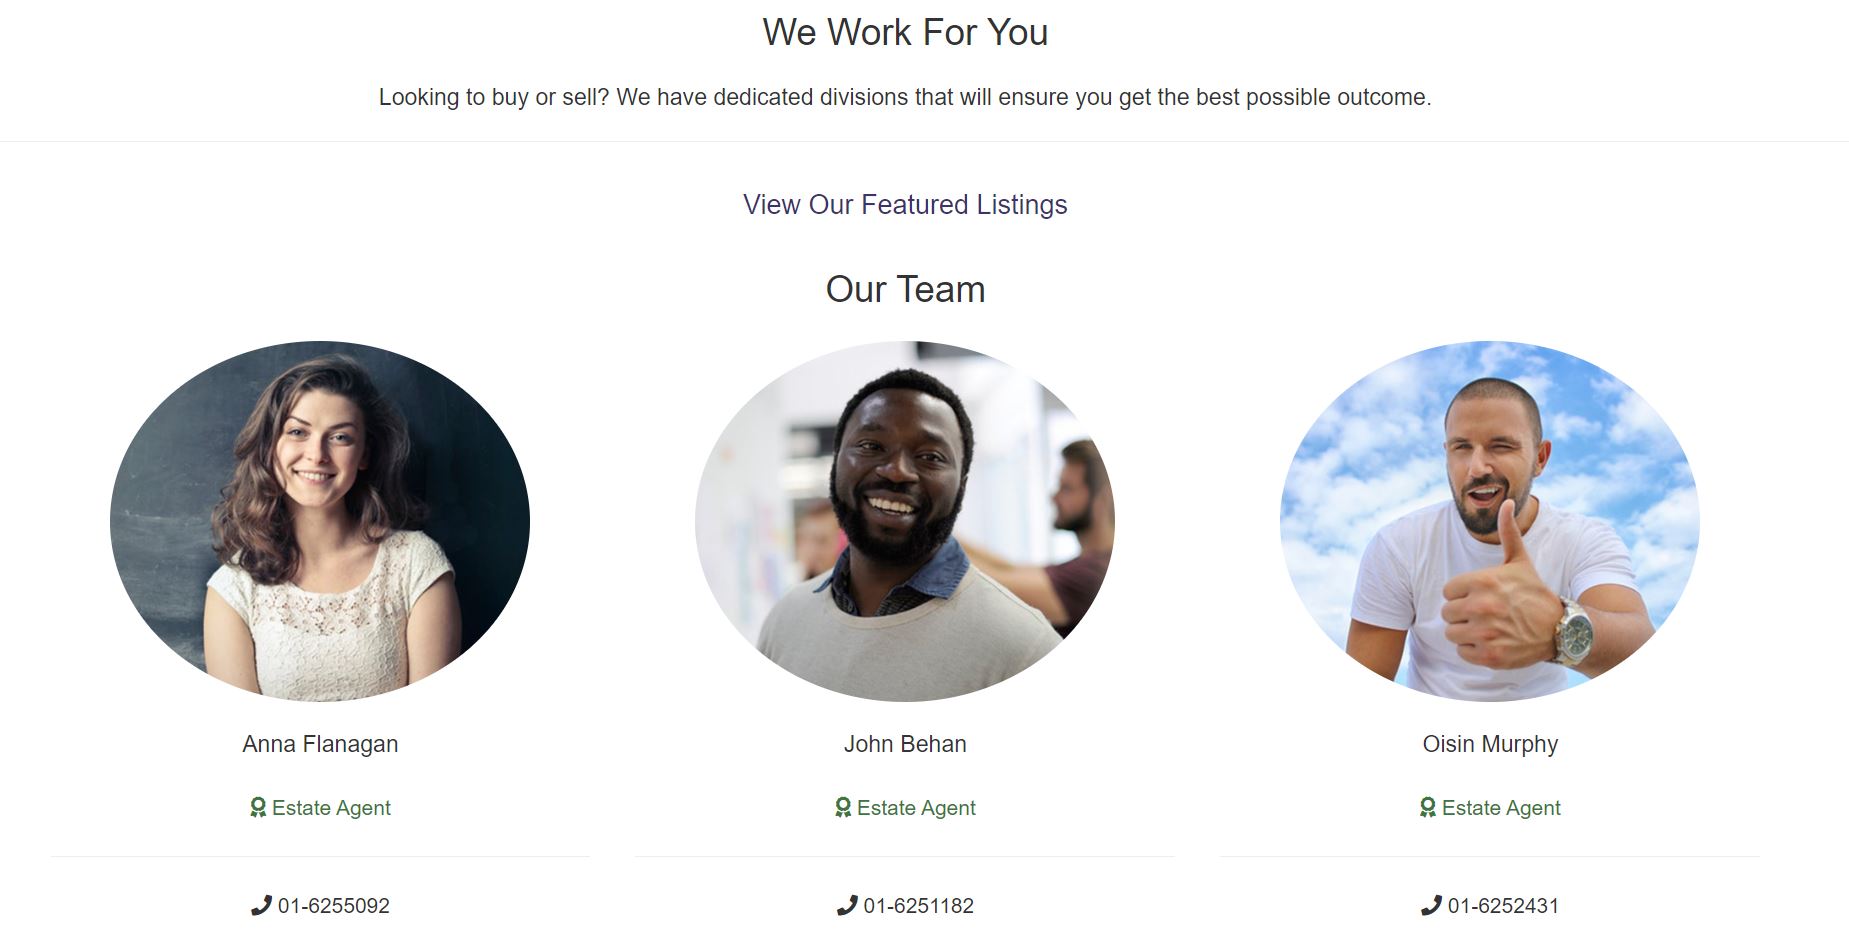 We Work For You
Looking to buy or sell? We have dedicated divisions that will ensure you get the best possible outcome.
View Our Featured Listings
Our Team
Anna Flanagan
Estate Agent
01-6255092
John Behan
Estate Agent
01-6251182
Oisin Murphy
Estate Agent
01-6252431